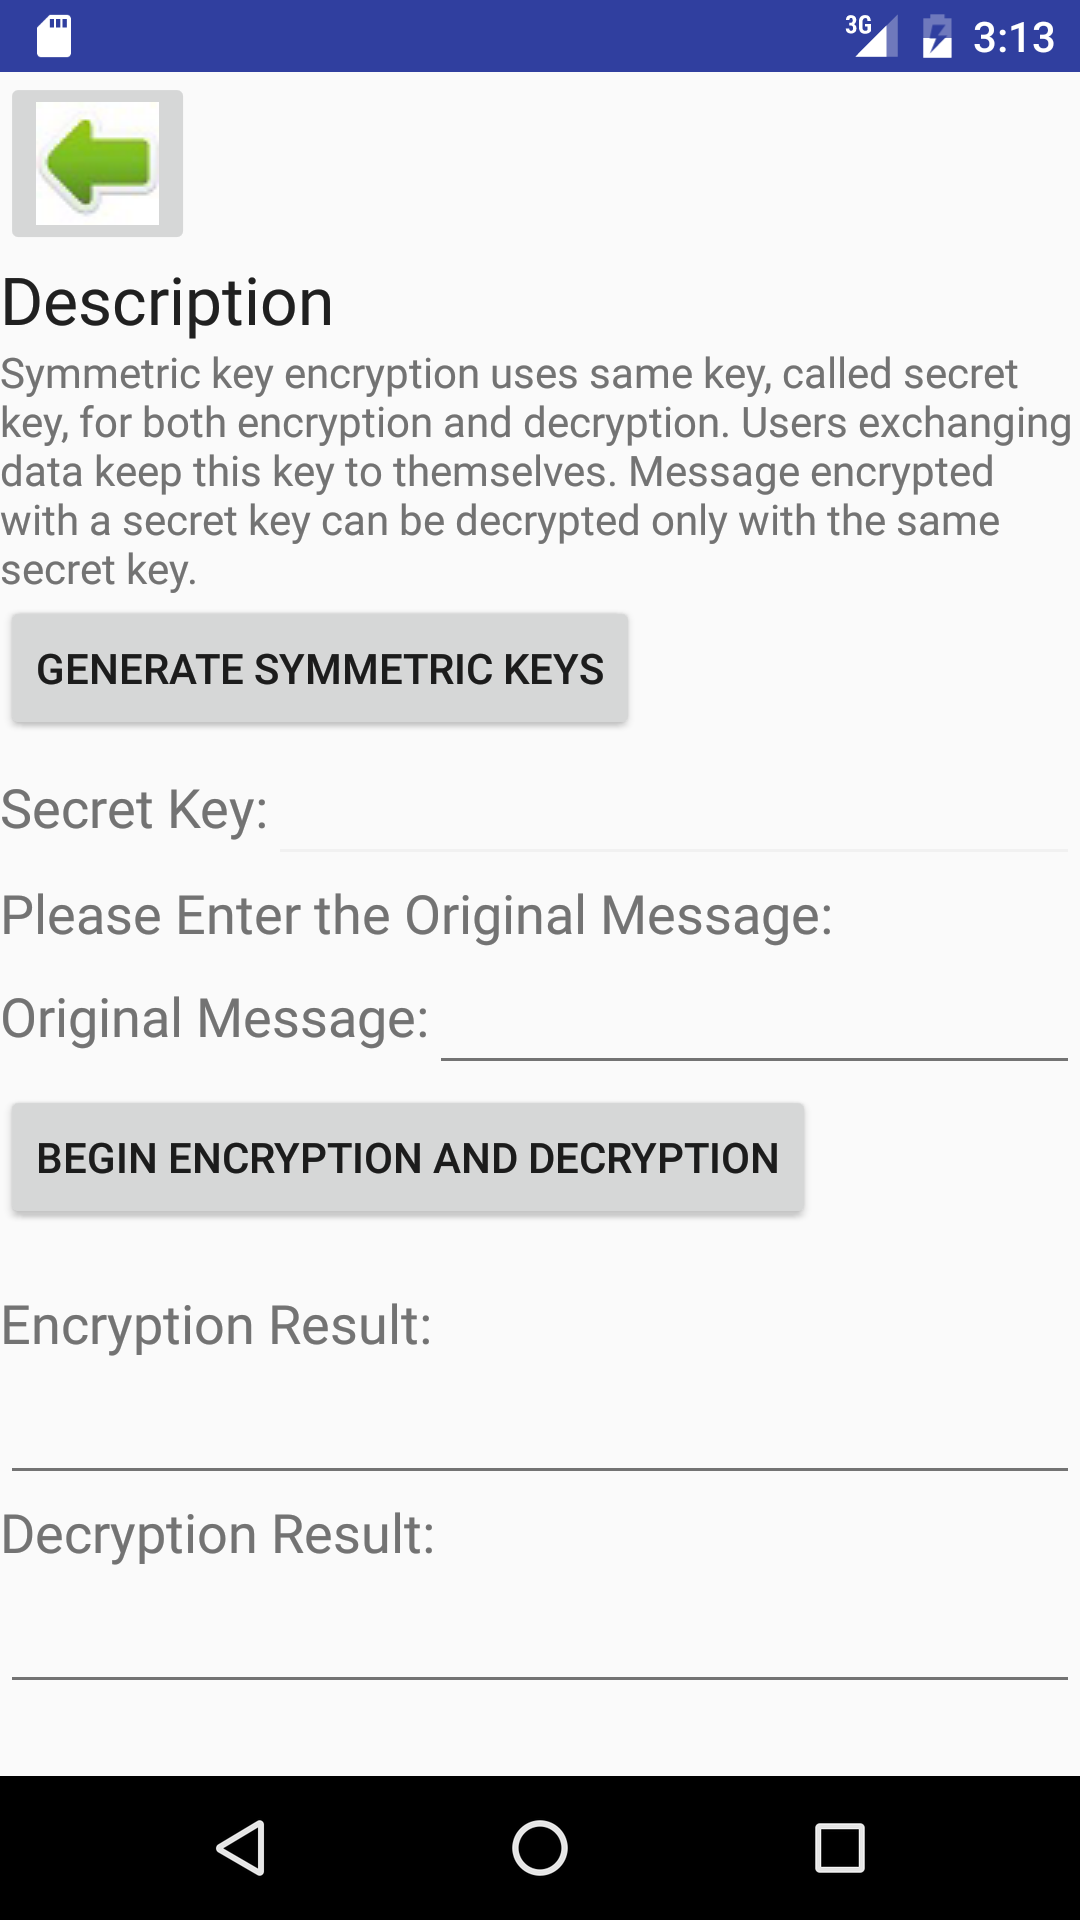 3G 3:13
Description
Symmetric key encryption uses same key, called secret
key, for both encryption and decryption. Users exchanging
data keep this key to themselves. Message encrypted
with a secret key can be decrypted only with the same
secret key.
GENERATE SYMMETRIC KEYS
Secret Key:
Please Enter the Original Message:
Original Message:
BEGIN ENCRYPTION AND DECRYPTION
Encryption Result:
Decryption Result: